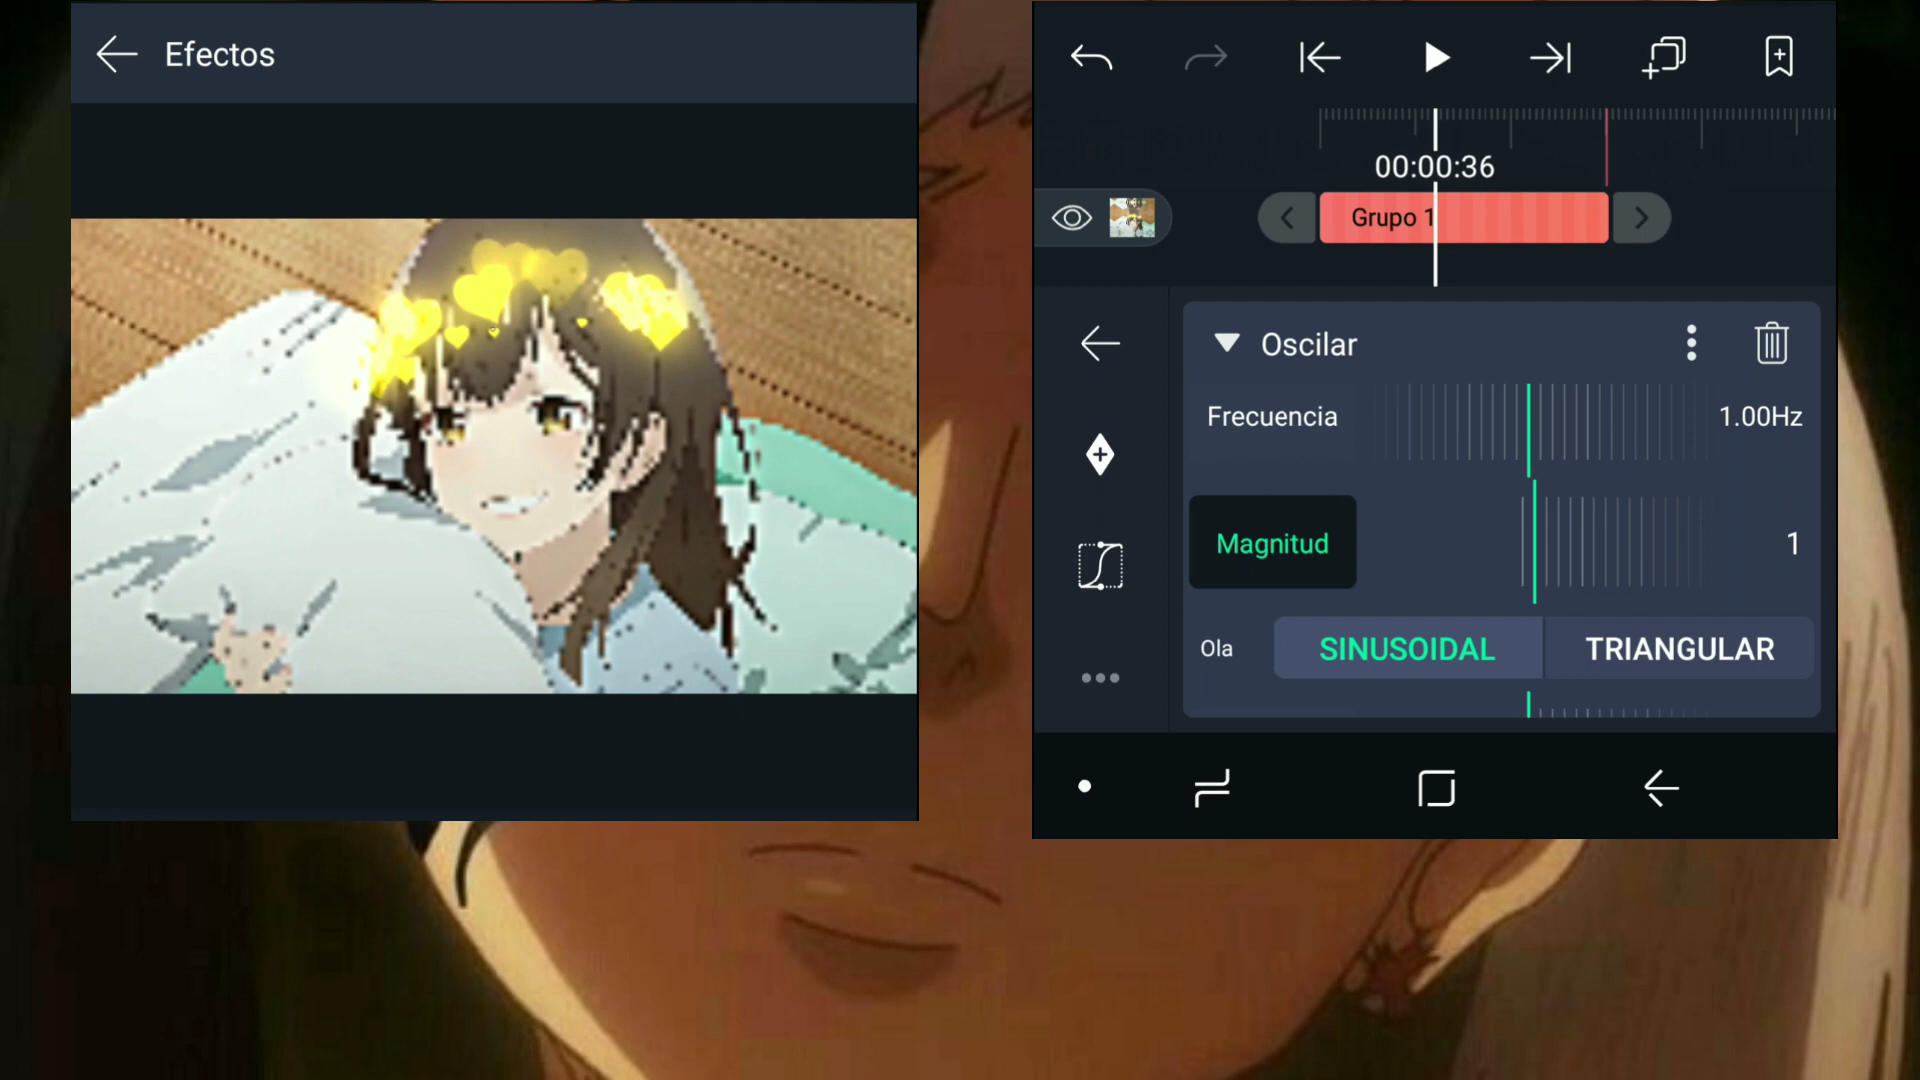 Efectos
00:00:36
Grupo 1
Oscilar
Frecuencia
1.00Hz
Magnitud
1
Ola
SINUSOIDAL
TRIANGULAR